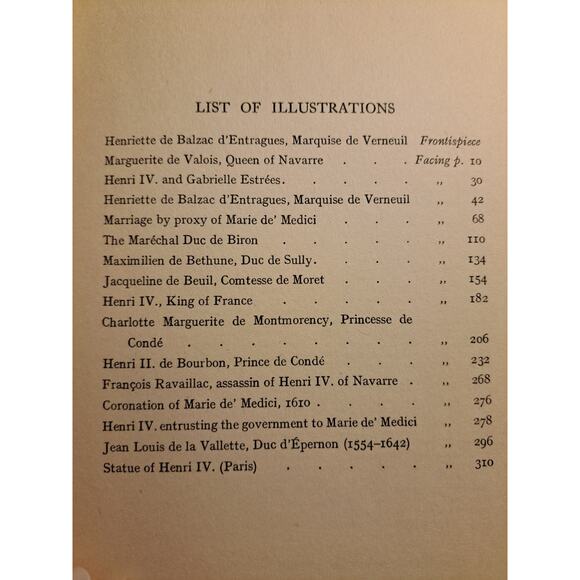 LIST OF ILLUSTRATIONS
Henriette de Balzac d'Entragues, Marquise de Verneuil Frontispiece
Marguerite de Valois, Queen of Navarre . . . Facing p. 10
Henri IV. and Gabrielle Estrées. . . . „ 30
Henriette de Balzac d'Entragues, Marquise de Verneuil „ 42
Marriage by proxy of Marie de' Medici . . . „ 68
The Maréchal Duc de Biron . . . . . „ 110
Maximilien de Bethune, Duc de Sully. . . . „ 134
Jacqueline de Beuil, Comtesse de Moret . . . „ 154
Henri IV., King of France . . . . . „ 182
Charlotte Marguerite de Montmorency, Princesse de
Condé . . . . . . . „ 206
Henri II. de Bourbon, Prince de Condé . . . „ 232
François Ravaillac, assassin of Henri IV. of Navarre . „ 268
Coronation of Marie de' Medici, 1610 . . . . „ 276
Henri IV. entrusting the government to Marie de' Medici „ 278
Jean Louis de la Vallette, Duc d'Épernon (1554–1642) „ 296
Statue of Henri IV. (Paris) . . . . . „ 310